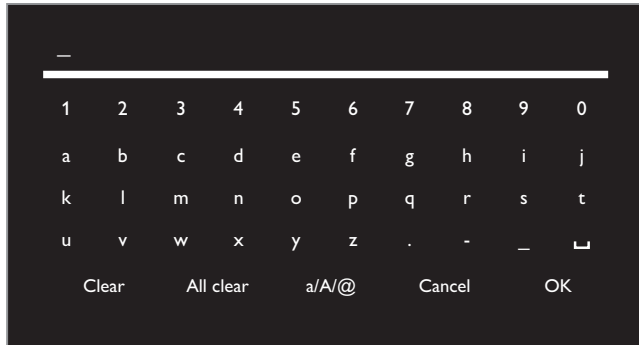 _
1 2 3 4 5 6 7 8 9 0
a b c d e f g h i j
k l m n o p q r s t
u v w x y z . - _ ␣
Clear All clear a/A/@ Cancel OK